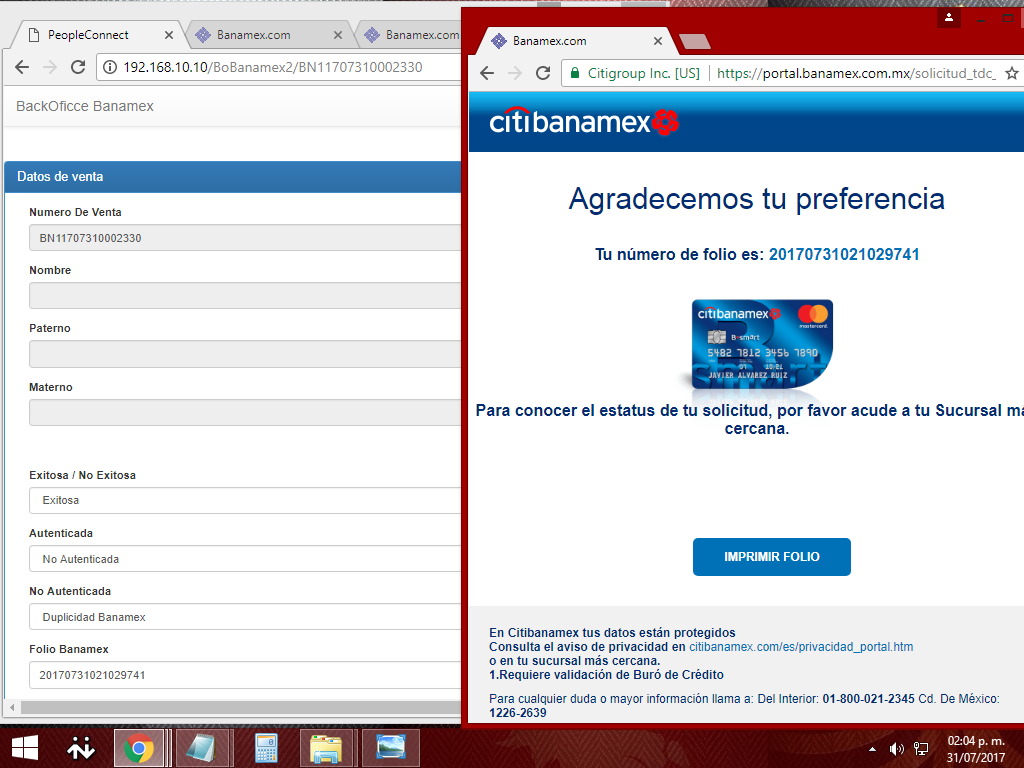 PeopleConnect
Banamex.com
Banamex.com
192.168.10.10/BoBanamex2/BN11707310002330
BackOficce Banamex
Datos de venta
Numero De Venta
BN11707310002330
Nombre
Paterno
Materno
Exitosa / No Exitosa
Exitosa
Autenticada
No Autenticada
No Autenticada
Duplicidad Banamex
Folio Banamex
20170731021029741
Banamex.com
Citigroup Inc. [US]
https://portal.banamex.com.mx/solicitud_tdc_
citibanamex
Agradecemos tu preferencia
Tu número de folio es: 20170731021029741
citibanamex
mastercard.
B·smart
5482 7812 3456 7890
JAVIER ALVAREZ RUIZ
Para conocer el estatus de tu solicitud, por favor acude a tu Sucursal má
cercana.
IMPRIMIR FOLIO
En Citibanamex tus datos están protegidos
Consulta el aviso de privacidad en citibanamex.com/es/privacidad_portal.htm
o en tu sucursal más cercana.
1.Requiere validación de Buró de Crédito
Para cualquier duda o mayor información llama a: Del Interior: 01-800-021-2345 Cd. De México:
1226-2639
02:04 p. m.
31/07/2017